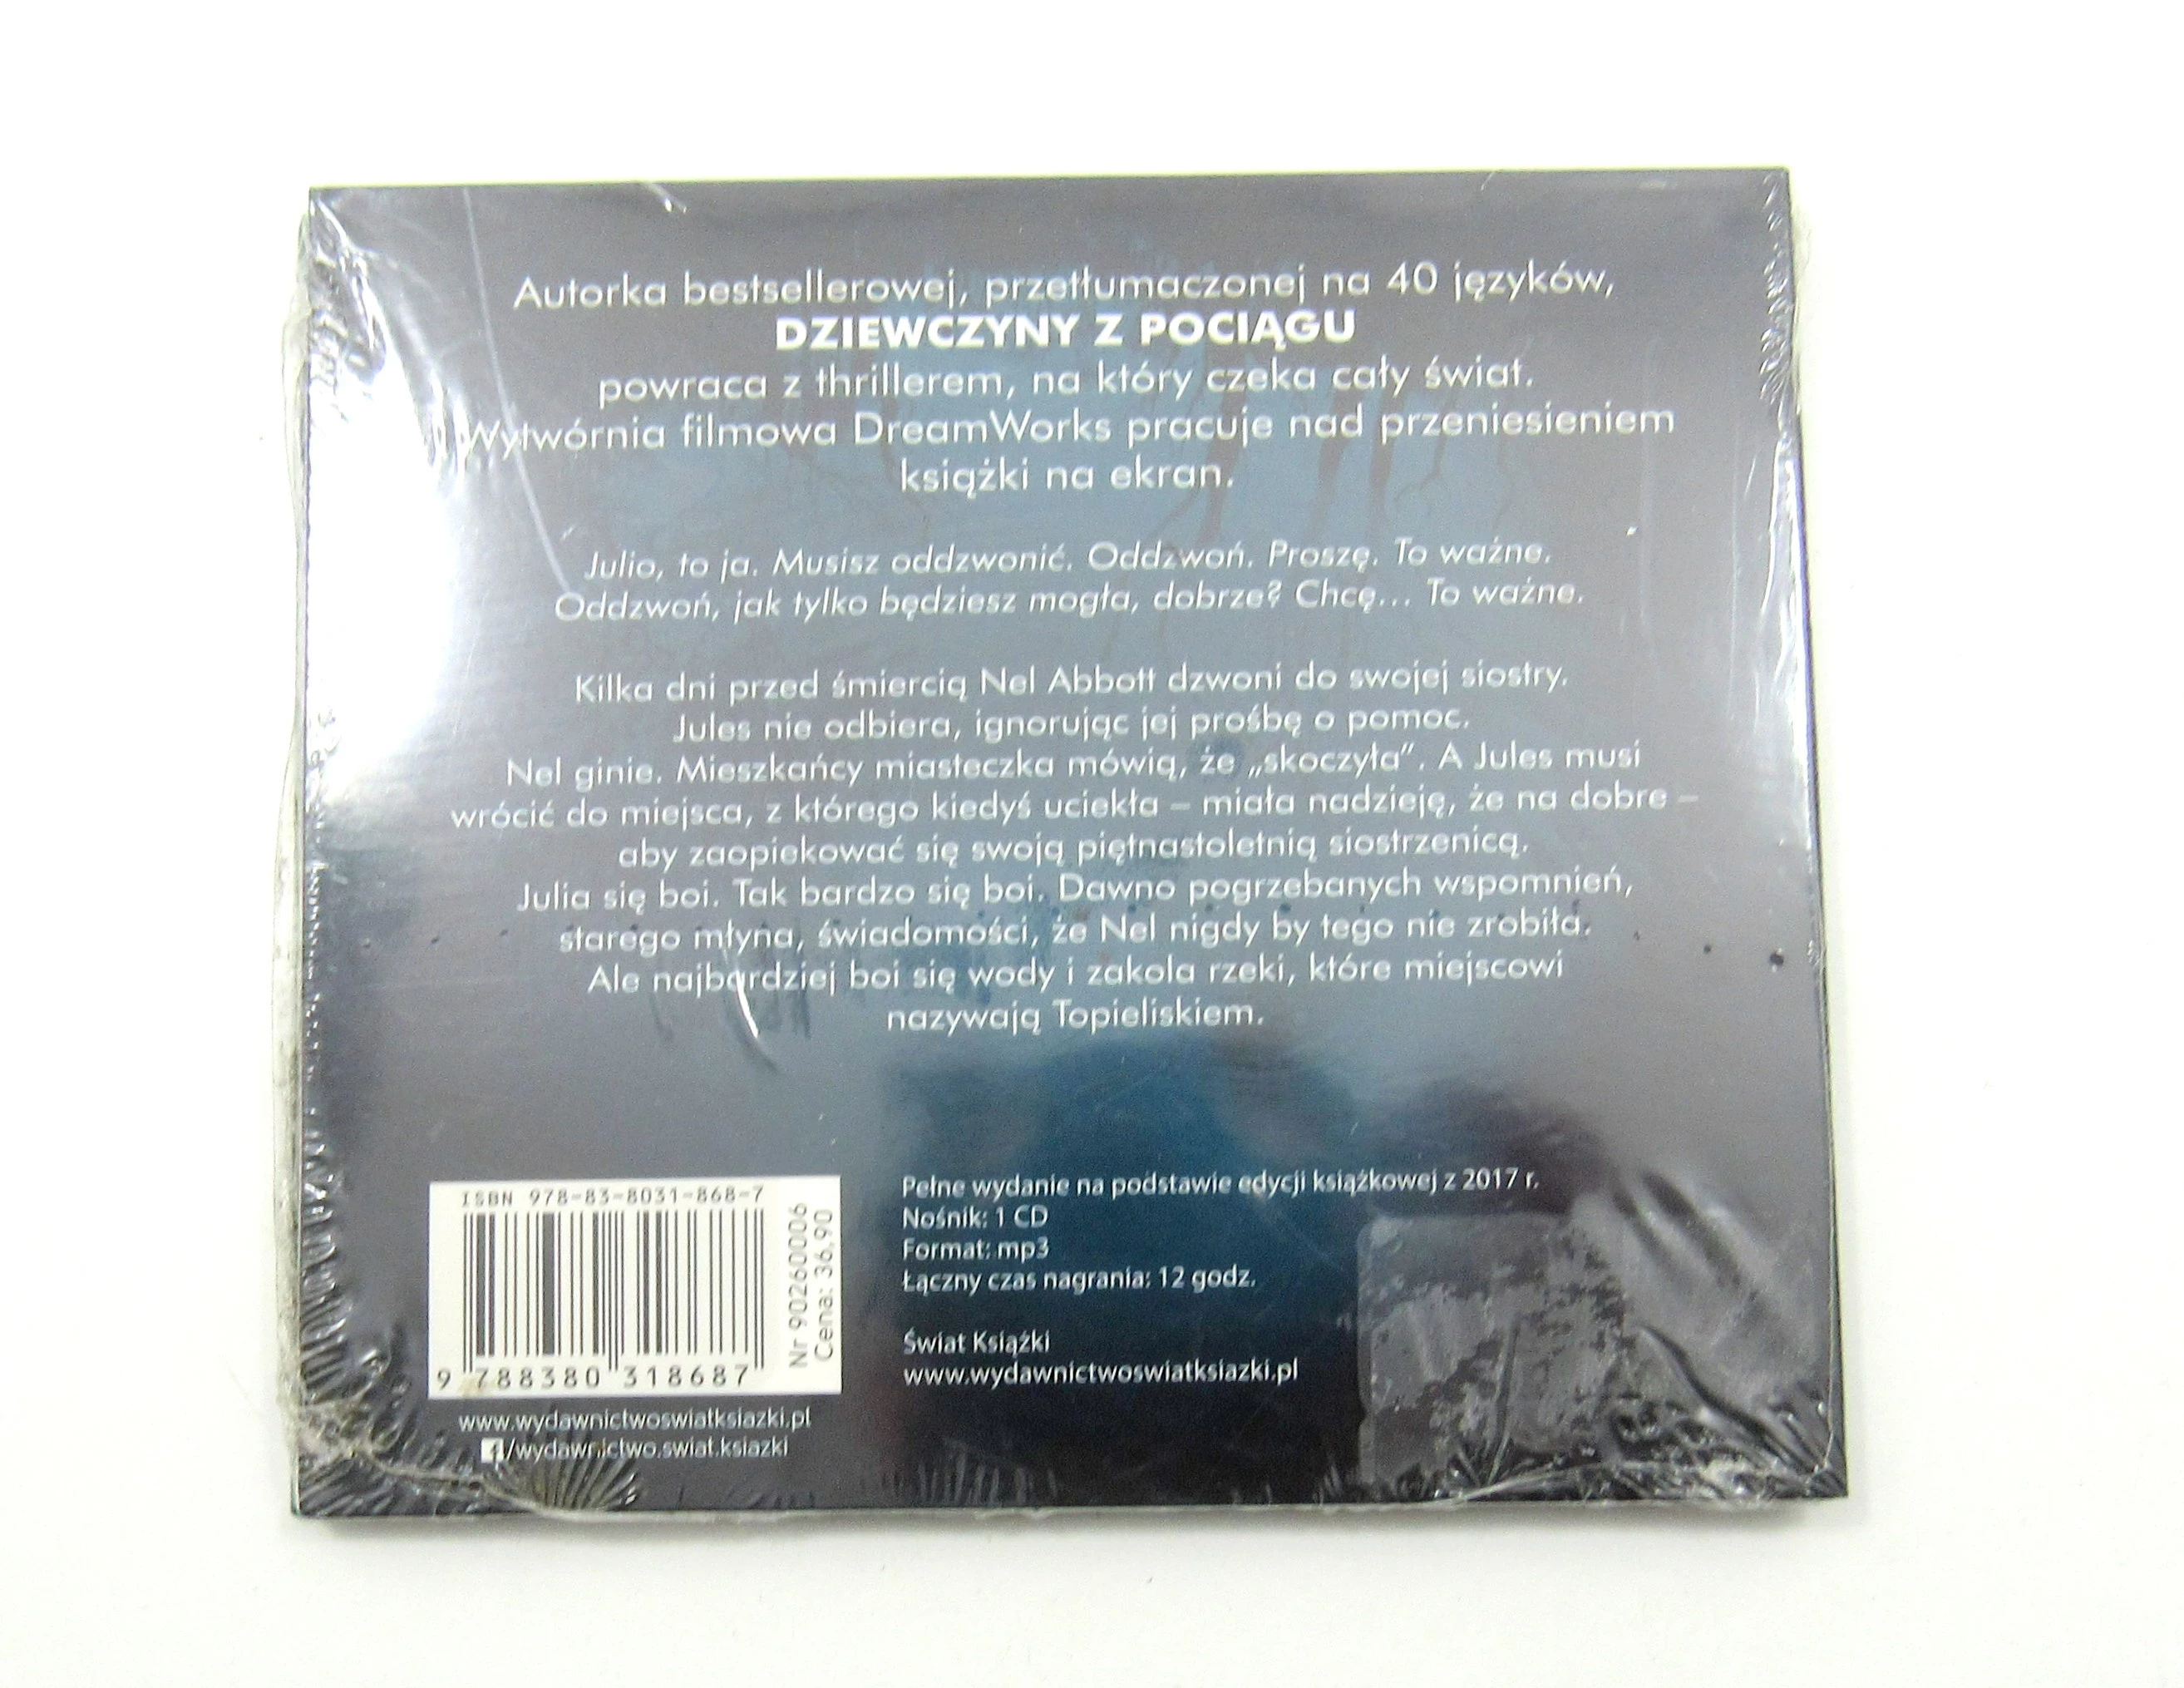 Autorka bestsellerowej, przetłumaczonej na 40 języków,
DZIEWCZYNY Z POCIĄGU
powraca z thrillerem, na który czeka cały świat.
Wytwórnia filmowa DreamWorks pracuje nad przeniesieniem
książki na ekran.
Julio, to ja. Musisz oddzwonić. Oddzwoń. Proszę. To ważne.
Oddzwoń, jak tylko będziesz mogła, dobrze? Chcę... To ważne.
Kilka dni przed śmiercią Nel Abbott dzwoni do swojej siostry.
Jules nie odbiera, ignorując jej prośbę o pomoc.
Nel ginie. Mieszkańcy miasteczka mówią, że „skoczyła”. A Jules musi
wrócić do miejsca, z którego kiedyś uciekła – miała nadzieję, że na dobre –
aby zaopiekować się swoją piętnastoletnią siostrzenicą.
Julia się boi. Tak bardzo się boi. Dawno pogrzebanych wspomnień,
starego młyna, świadomości, że Nel nigdy by tego nie zrobiła.
Ale najbardziej boi się wody i zakola rzeki, które miejscowi
nazywają Topieliskiem.
ISBN 978-83-8031-868-7
9 788380 318687
Nr 90260006
Cena: 36,90
www.wydawnictwoswiatksiazki.pl
f/wydawnictwo.swiat.ksiazki
Pełne wydanie na podstawie edycji książkowej z 2017 r.
Nośnik: 1 CD
Format: mp3
Łączny czas nagrania: 12 godz.
Świat Książki
www.wydawnictwoswiatksiazki.pl